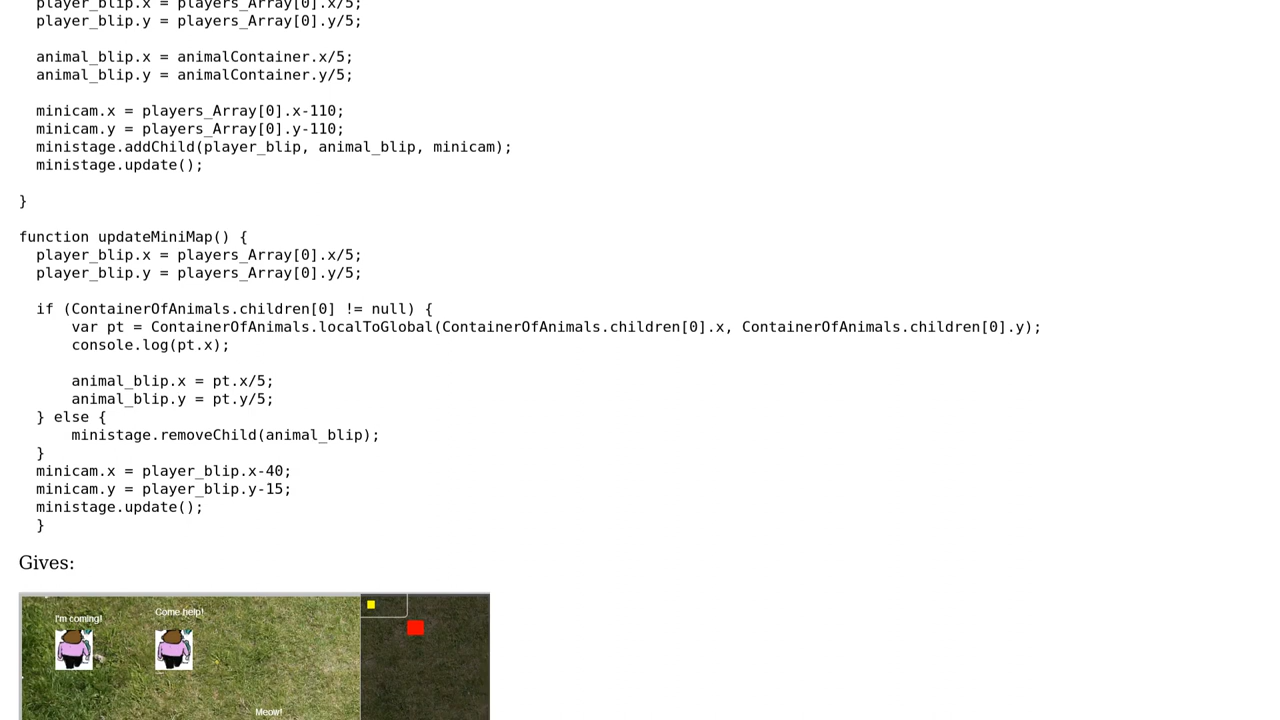 player_blip.x = players_Array[0].x/5;
player_blip.y = players_Array[0].y/5;
animal_blip.x = animalContainer.x/5;
animal_blip.y = animalContainer.y/5;
minicam.x = players_Array[0].x-110;
minicam.y = players_Array[0].y-110;
ministage.addChild(player_blip, animal_blip, minicam);
ministage.update();
}
function updateMiniMap() {
player_blip.x = players_Array[0].x/5;
player_blip.y = players_Array[0].y/5;
if (ContainerOfAnimals.children[0] != null) {
var pt = ContainerOfAnimals.localToGlobal(ContainerOfAnimals.children[0].x, ContainerOfAnimals.children[0].y);
console.log(pt.x);
animal_blip.x = pt.x/5;
animal_blip.y = pt.y/5;
} else {
ministage.removeChild(animal_blip);
}
minicam.x = player_blip.x-40;
minicam.y = player_blip.y-15;
ministage.update();
}
Gives:
I'm coming!
Come help!
Meow!